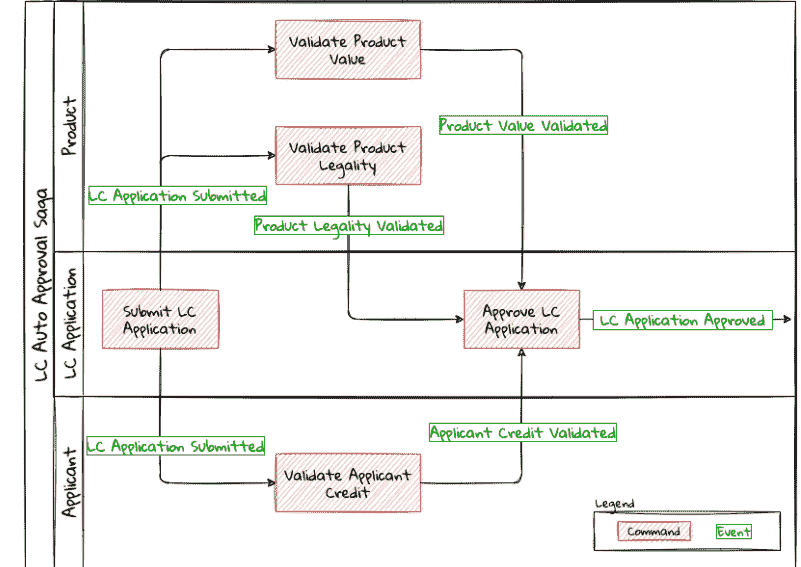 LC Auto Approval Saga
Product
Validate Product
Value
Product Value Validated
Validate Product
Legality
LC Application Submitted
Product Legality Validated
LC Application
Submit LC
Application
Approve LC
Application
LC Application Approved
Applicant
LC Application Submitted
Applicant Credit Validated
Validate Applicant
Credit
Legend
Command
Event